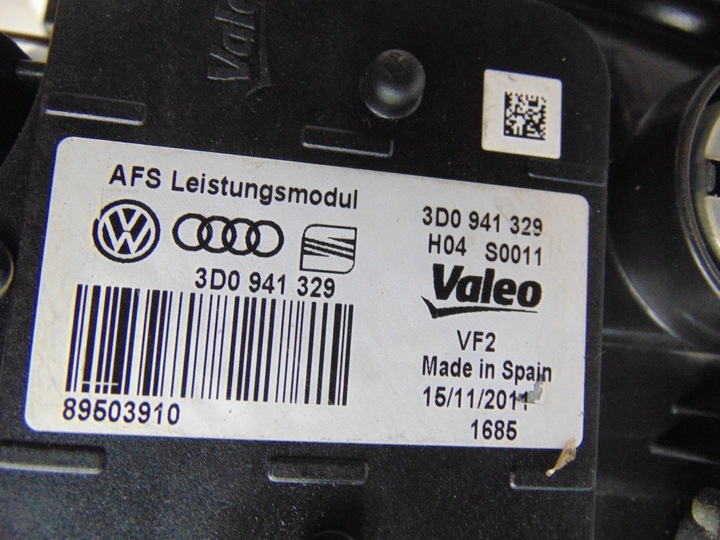 Valeo
AFS Leistungsmodul
3D0 941 329
89503910
3D0 941 329
H04 S0011
Valeo
VF2
Made in Spain
15/11/2011
1685